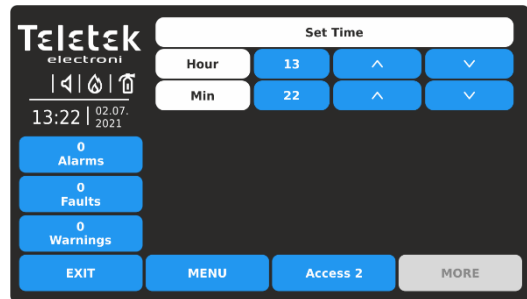 Teletek
electroni
13:22
02.07.
2021
0
Alarms
0
Faults
0
Warnings
Set Time
Hour 13
Min 22
EXIT MENU Access 2 MORE